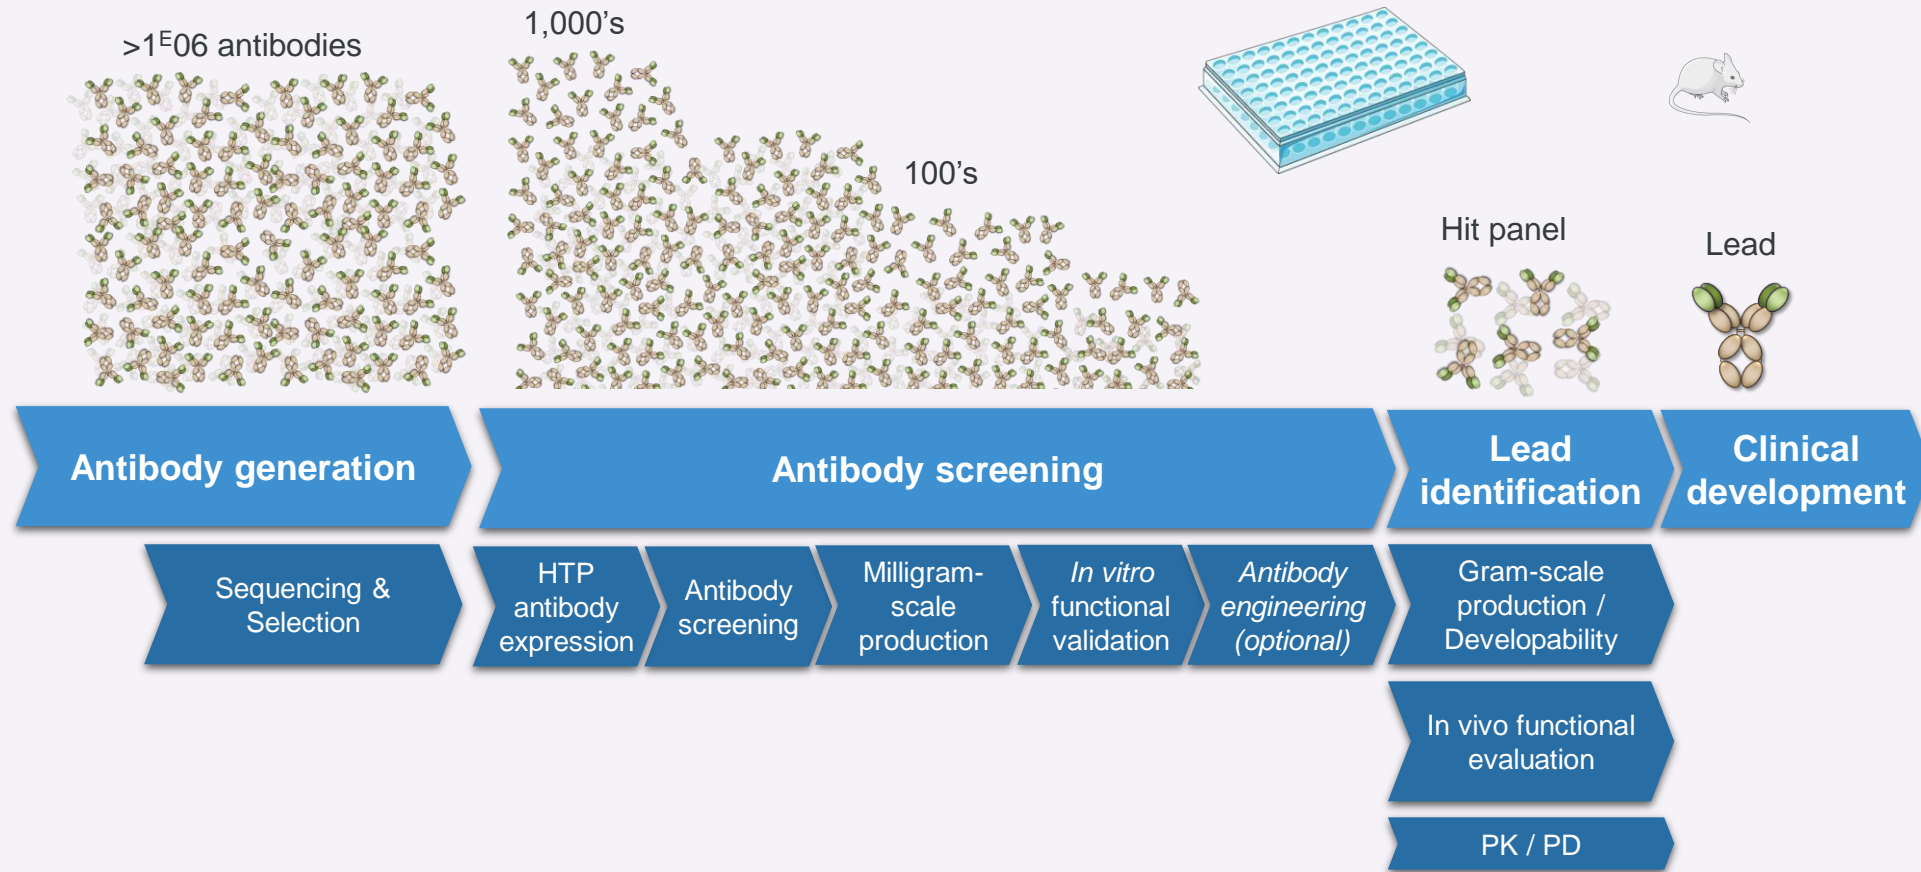 >1E06 antibodies
1,000’s
100’s
Hit panel
Lead
Antibody generation
Antibody screening
Lead
identification
Clinical
development
Sequencing &
Selection
HTP
antibody
expression
Antibody
screening
Milligram-
scale
production
In vitro
functional
validation
Antibody
engineering
(optional)
Gram-scale
production /
Developability
In vivo functional
evaluation
PK / PD